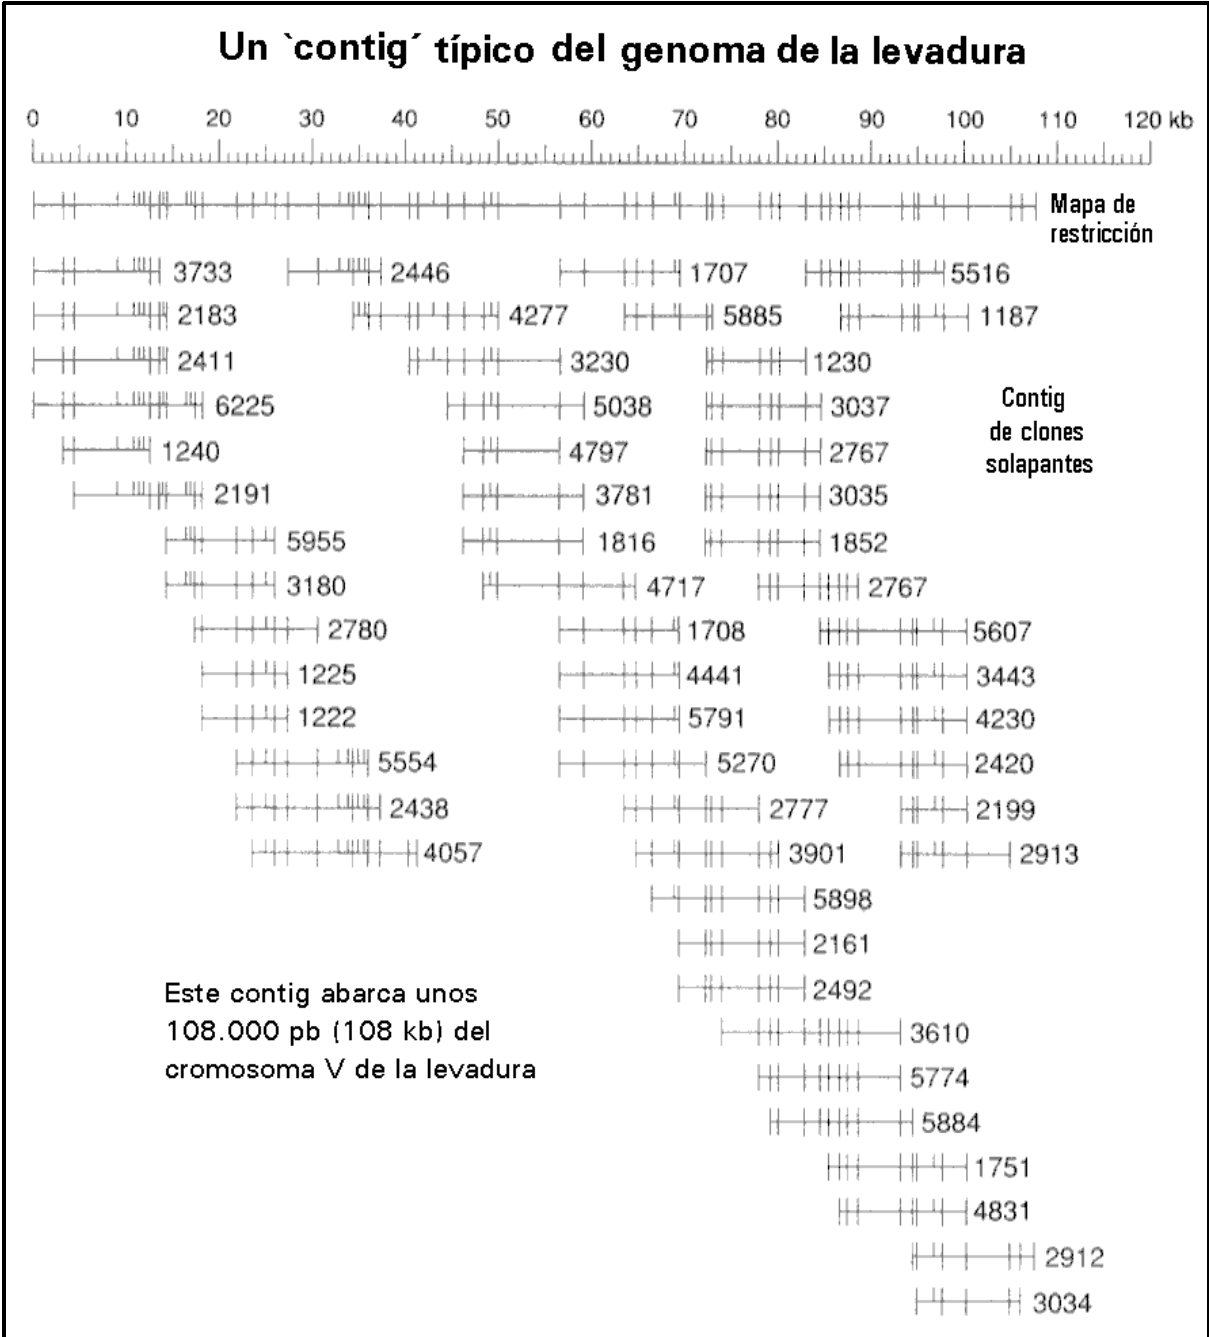 Un `contig´ típico del genoma de la levadura
0 10 20 30 40 50 60 70 80 90 100 110 120 kb
Mapa de
restricción
3733 2446 1707 5516
2183 4277 5885 1187
2411 3230 1230
6225 5038 3037
1240 4797 2767
2191 3781 3035
5955 1816 1852
3180 4717 2767
2780 1708 5607
1225 4441 3443
1222 5791 4230
5554 5270 2420
2438 2777 2199
4057 3901 2913
5898
2161
2492
3610
5774
5884
1751
4831
2912
3034
Contig
de clones
solapantes
Este contig abarca unos
108.000 pb (108 kb) del
cromosoma V de la levadura